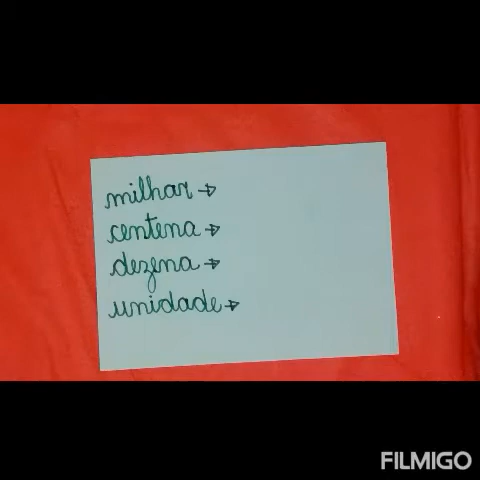 milhar →
centena →
dezena →
unidade →
FILMIGO